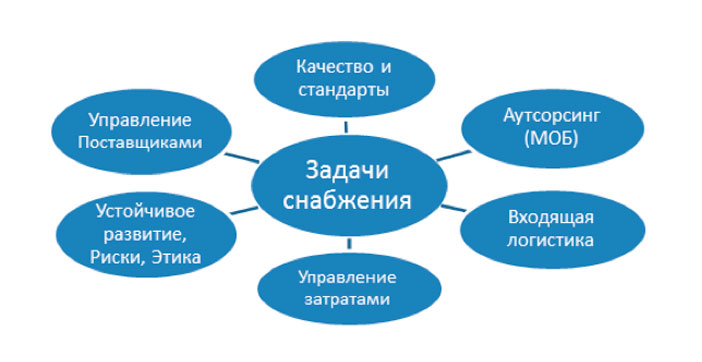 Качество и
стандарты
Управление
Поставщиками
Аутсорсинг
(МОБ)
Задачи
снабжения
Устойчивое
развитие,
Риски, Этика
Входящая
логистика
Управление
затратами